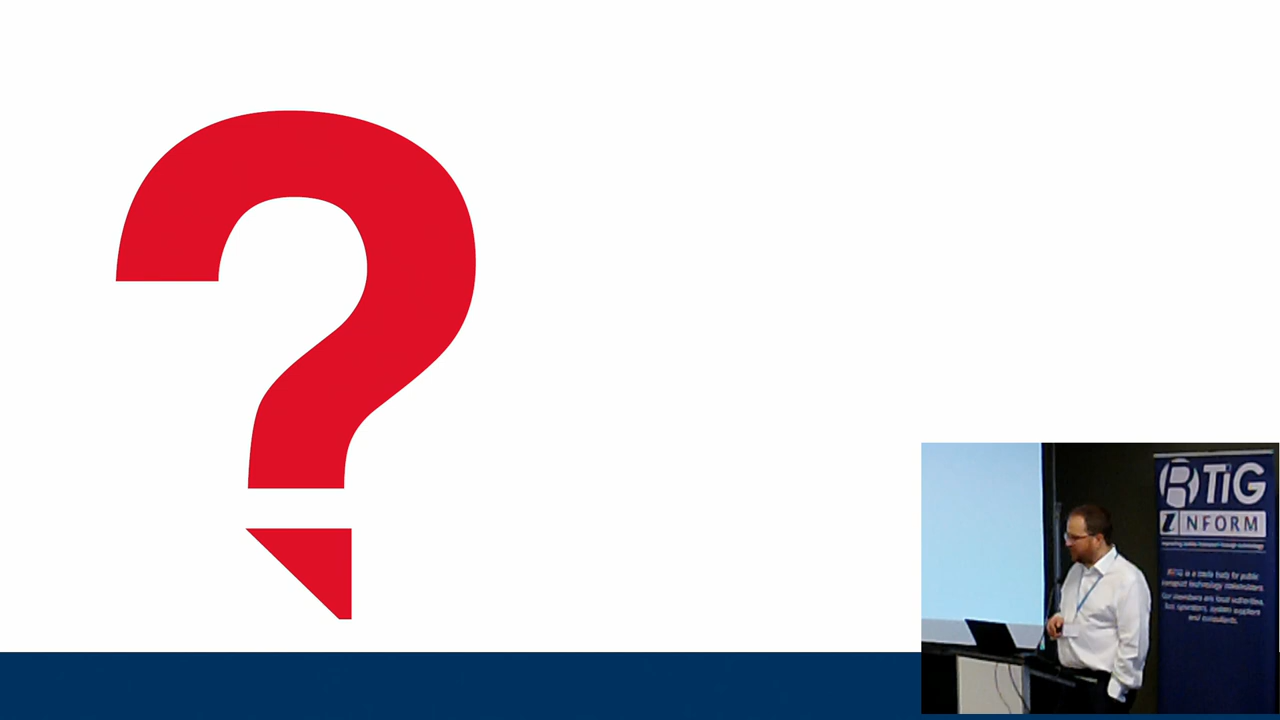 ?
RTiG
iNFORM
RTIG is a trade body for public
transport technology
Our members are local authorities,
bus operators, system suppliers
and consultants.